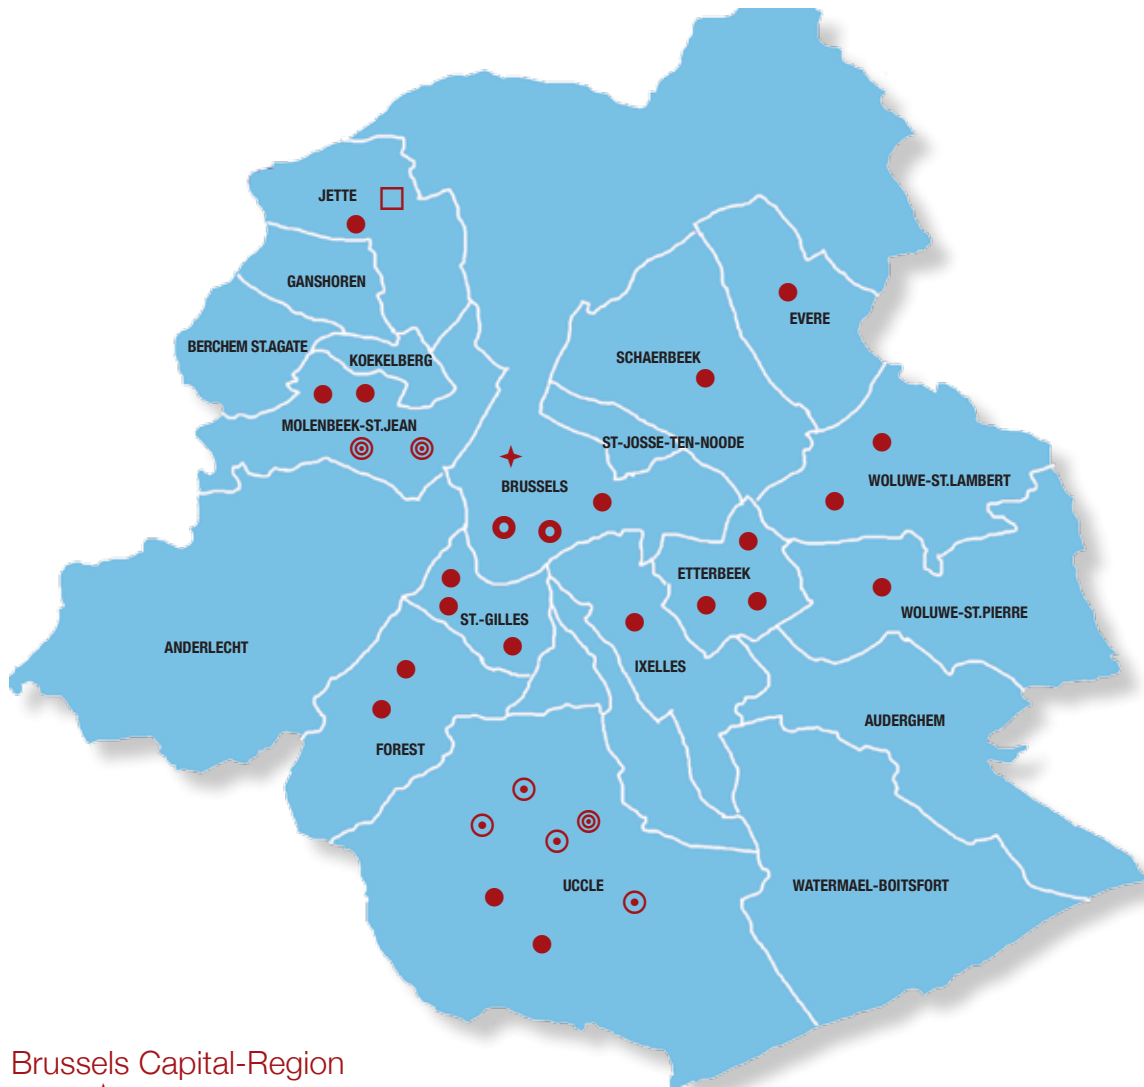 JETTE
GANSHOREN
EVERE
BERCHEM ST.AGATE
KOEKELBERG
SCHAERBEEK
MOLENBEEK-ST.JEAN
ST-JOSSE-TEN-NOODE
WOLUWE-ST.LAMBERT
BRUSSELS
ETTERBEEK
WOLUWE-ST.PIERRE
ST.-GILLES
ANDERLECHT
IXELLES
AUDERGHEM
FOREST
UCCLE
WATERMAEL-BOITSFORT
Brussels Capital-Region